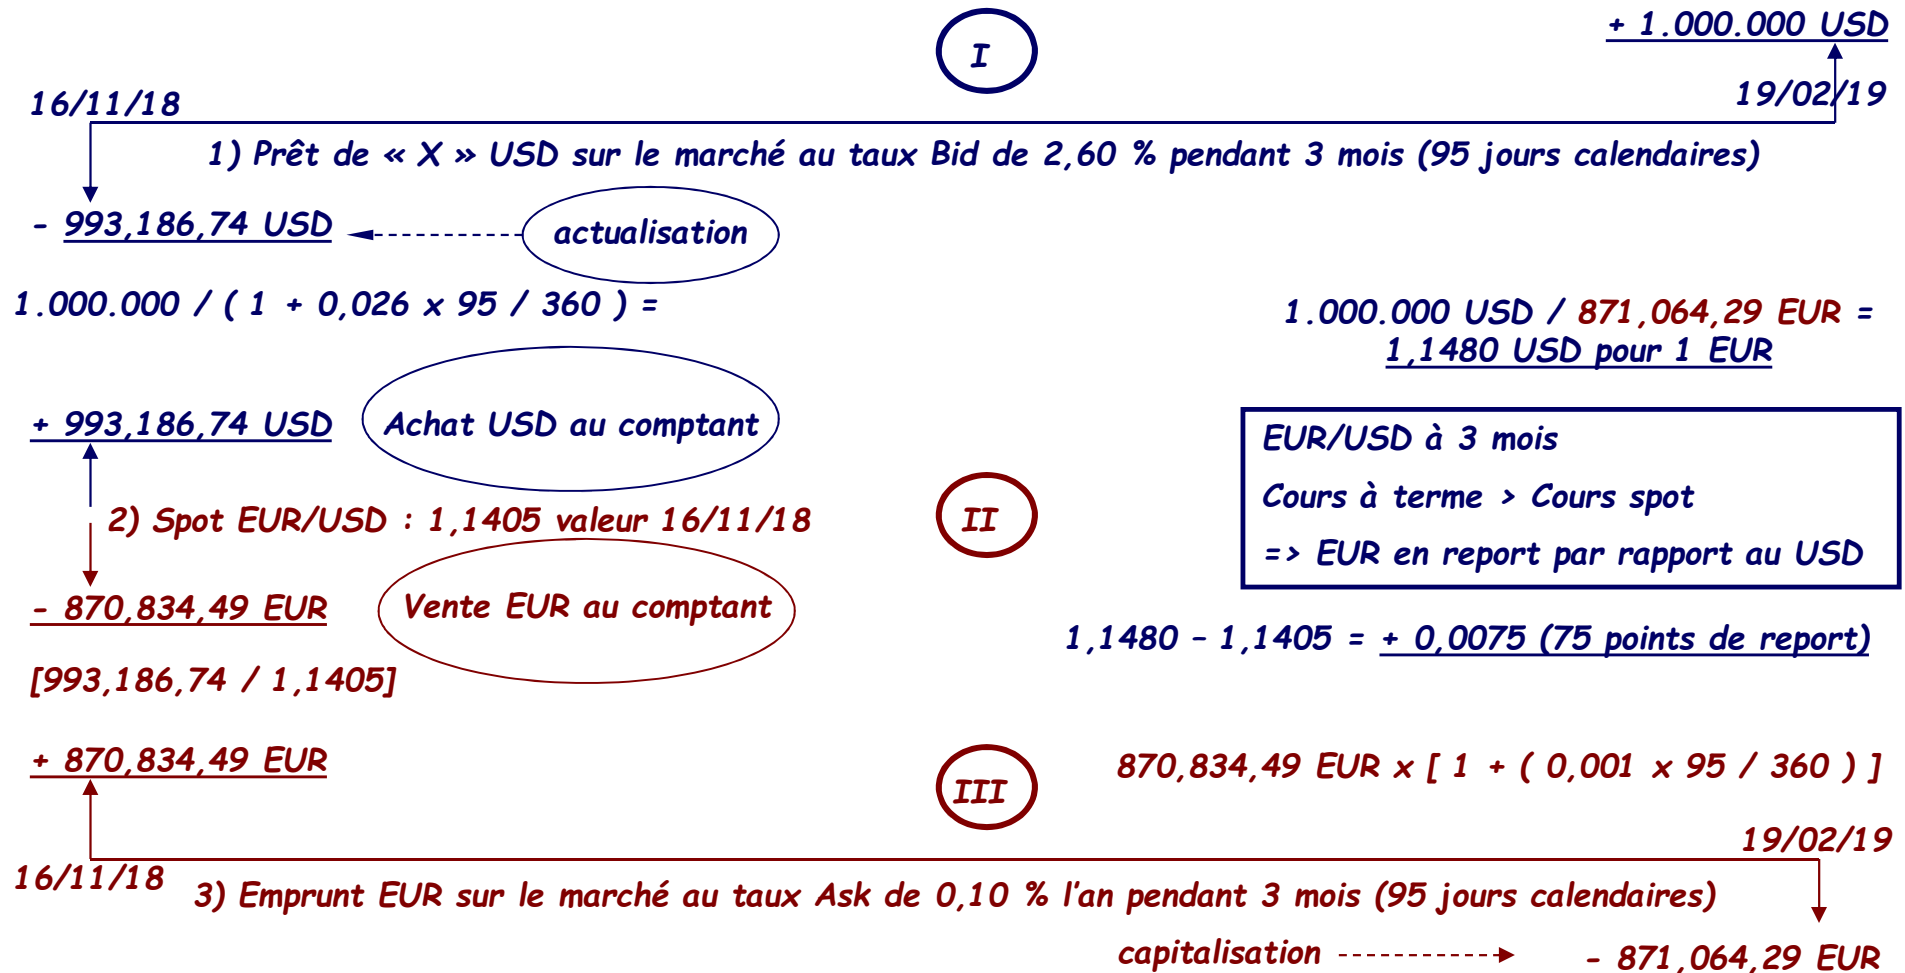 I
+ 1.000.000 USD
16/11/18
19/02/19
1) Prêt de « X » USD sur le marché au taux Bid de 2,60 % pendant 3 mois (95 jours calendaires)
- 993,186,74 USD
actualisation
1.000.000 / ( 1 + 0,026 x 95 / 360 ) =
1.000.000 USD / 871,064,29 EUR =
1,1480 USD pour 1 EUR
+ 993,186,74 USD
Achat USD au comptant
EUR/USD à 3 mois
Cours à terme > Cours spot
=> EUR en report par rapport au USD
2) Spot EUR/USD : 1,1405 valeur 16/11/18
II
- 870,834,49 EUR
Vente EUR au comptant
1,1480 – 1,1405 = + 0,0075 (75 points de report)
[993,186,74 / 1,1405]
+ 870,834,49 EUR
III
870,834,49 EUR x [ 1 + ( 0,001 x 95 / 360 ) ]
19/02/19
16/11/18
3) Emprunt EUR sur le marché au taux Ask de 0,10 % l'an pendant 3 mois (95 jours calendaires)
capitalisation
- 871,064,29 EUR